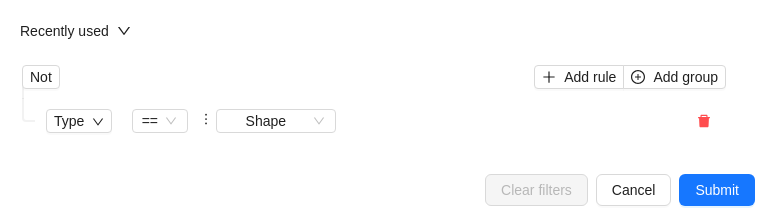 Recently used
Not Add rule Add group
Type == Shape
Clear filters Cancel Submit